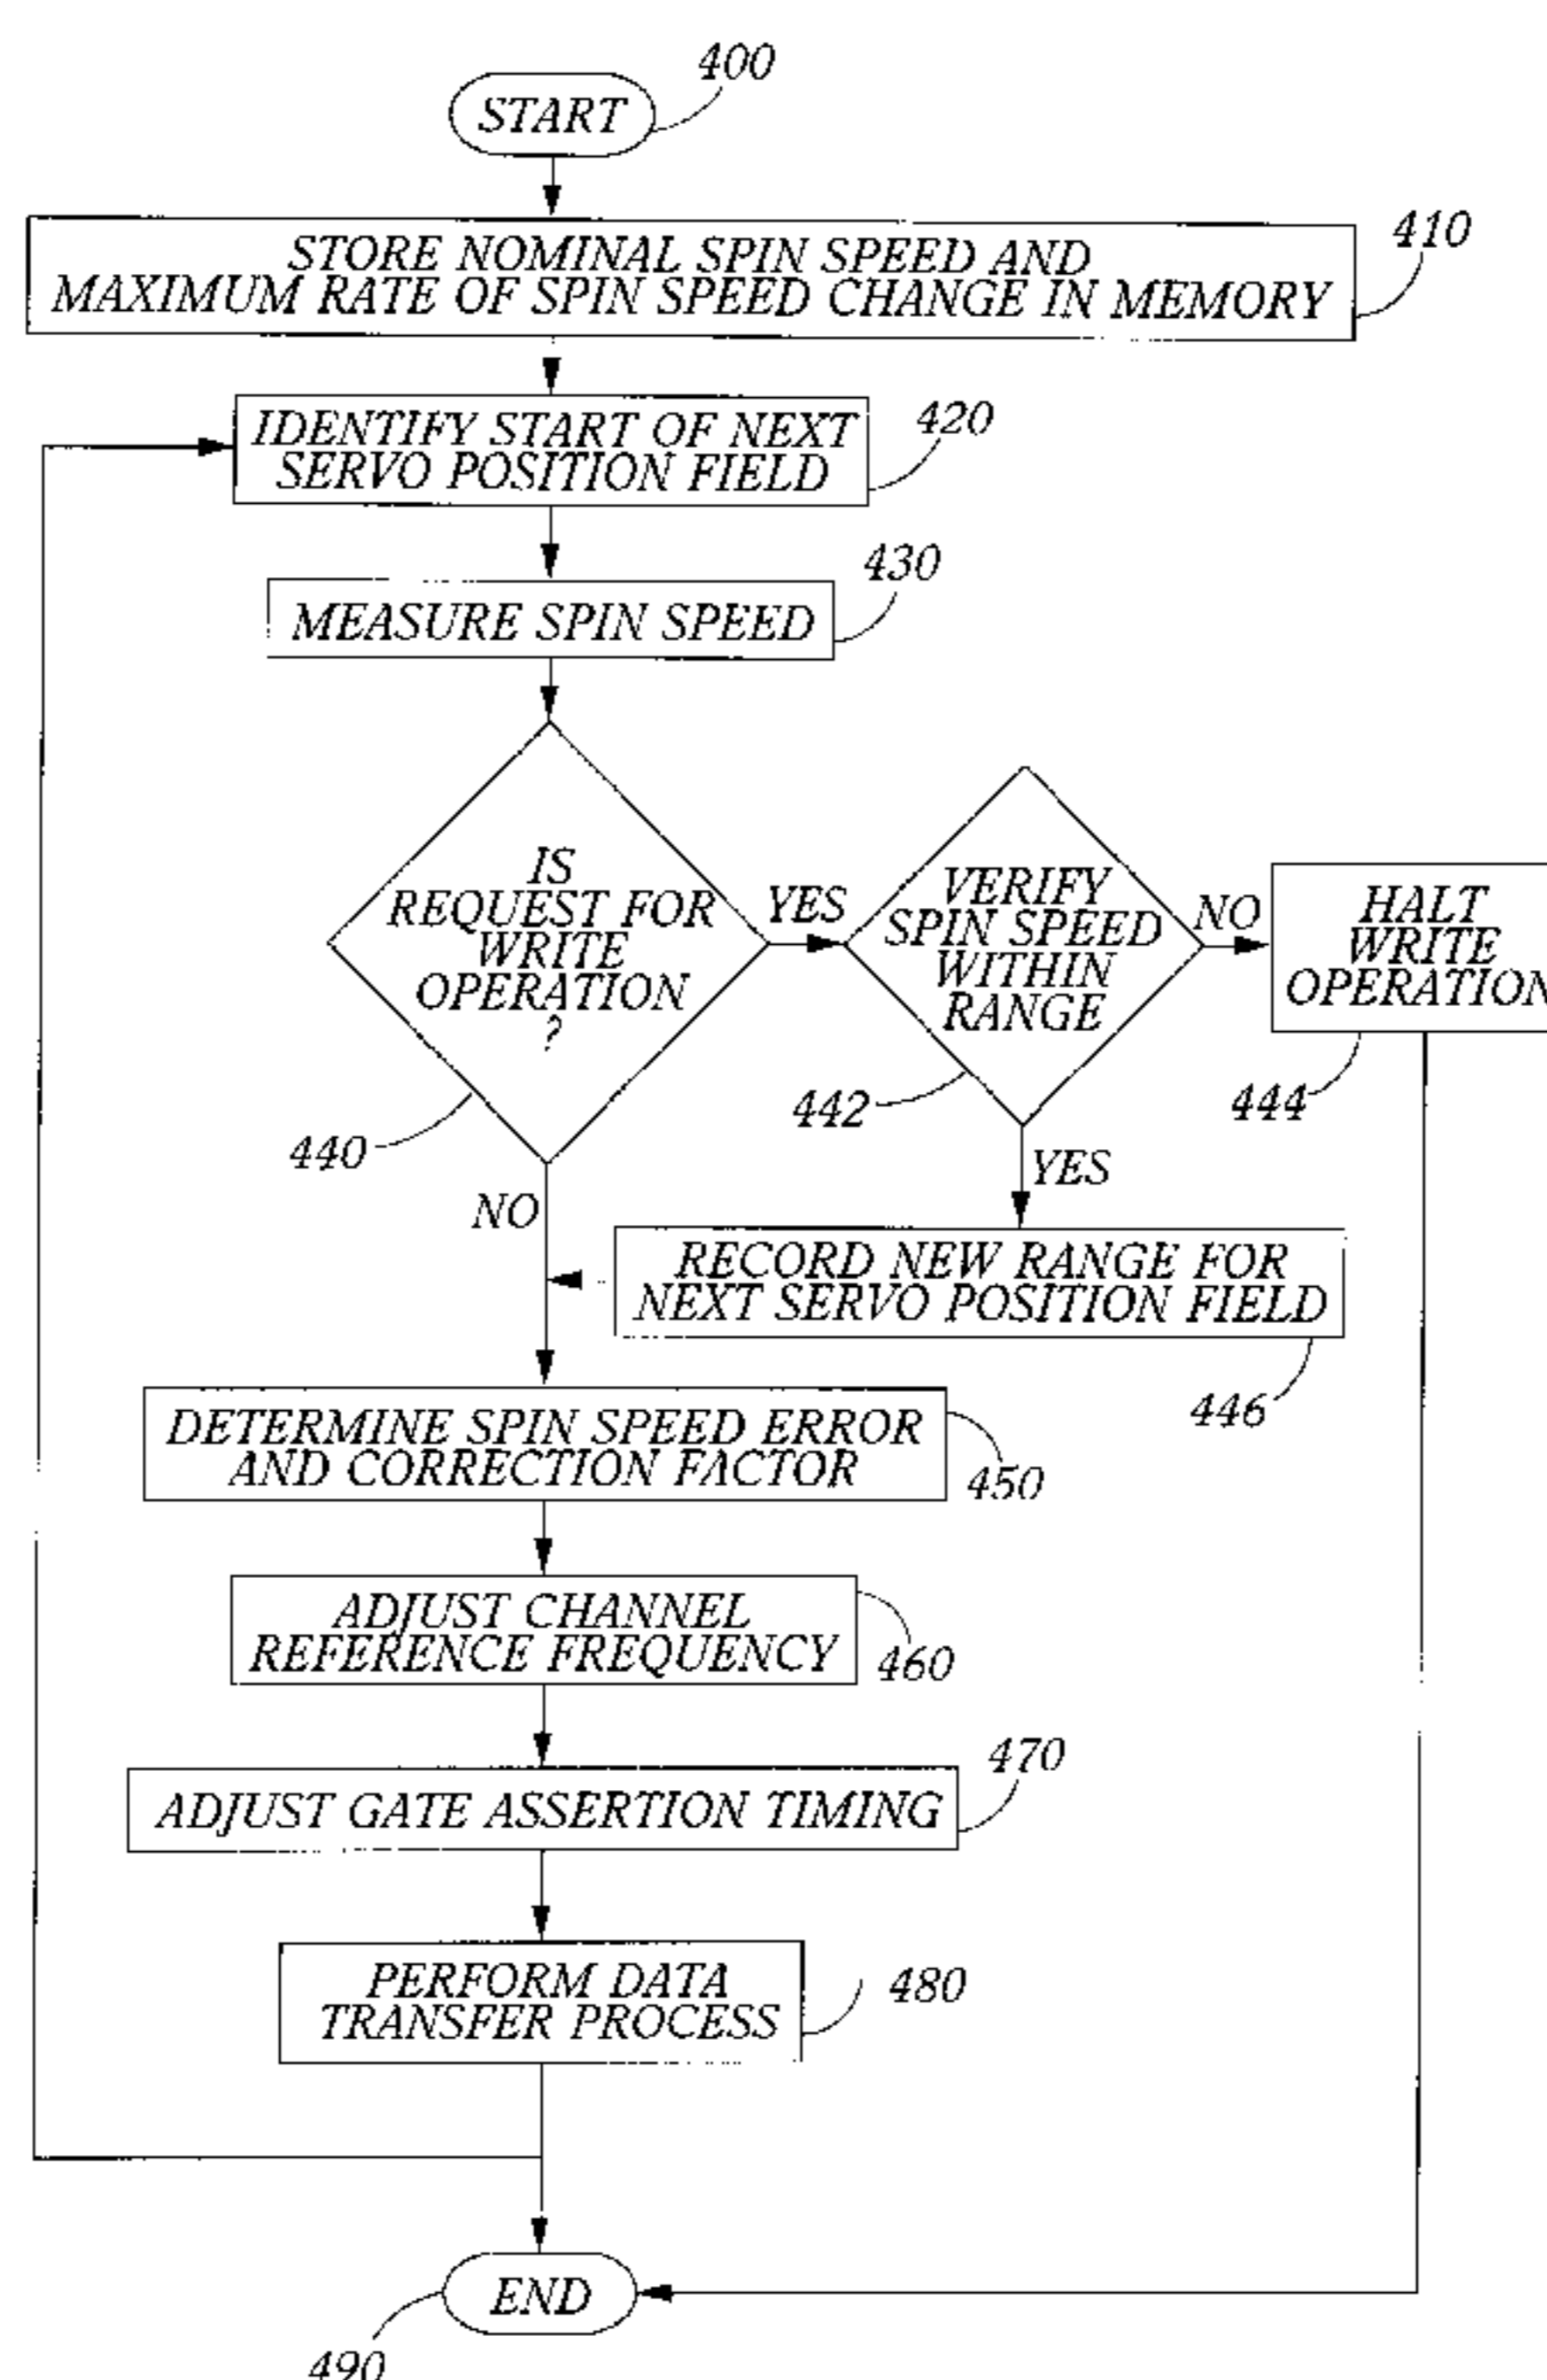 400
START
410
STORE NOMINAL SPIN SPEED AND
MAXIMUM RATE OF SPIN SPEED CHANGE IN MEMORY
420
IDENTIFY START OF NEXT
SERVO POSITION FIELD
430
MEASURE SPIN SPEED
IS
REQUEST FOR
WRITE
OPERATION
?
440
YES
VERIFY
SPIN SPEED
WITHIN
RANGE
442
NO
HALT
WRITE
OPERATION
444
YES
NO
RECORD NEW RANGE FOR
NEXT SERVO POSITION FIELD
446
DETERMINE SPIN SPEED ERROR
AND CORRECTION FACTOR
450
ADJUST CHANNEL
REFERENCE FREQUENCY
460
470
ADJUST GATE ASSERTION TIMING
PERFORM DATA
TRANSFER PROCESS
480
END
490